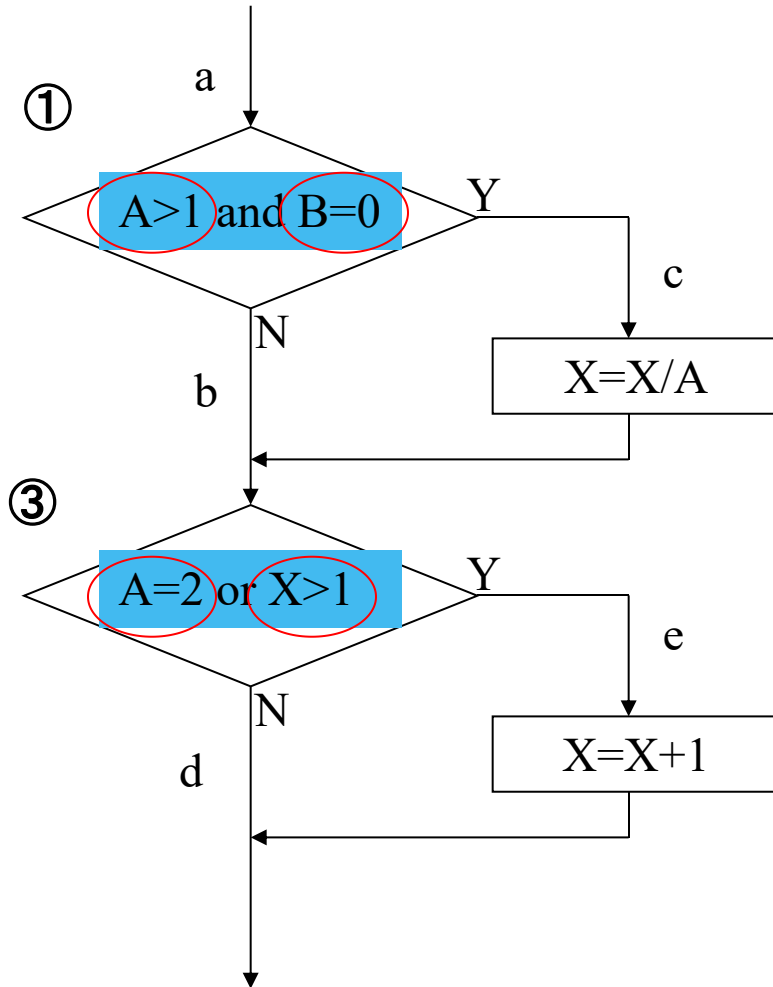 a
①
A>1 and B=0
Y
c
N
X=X/A
b
③
A=2 or X>1
Y
e
N
X=X+1
d